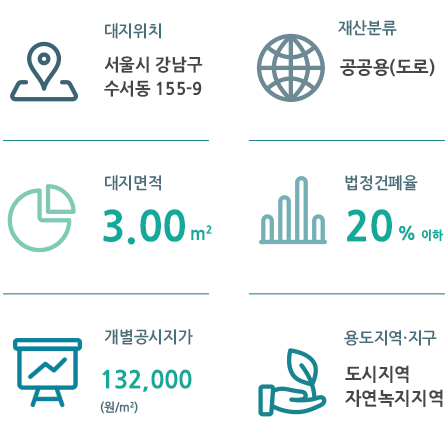 대지위치
서울시 강남구
수서동 155-9
재산분류
공공용(도로)
대지면적
3.00 m²
법정건폐율
20 % 이하
개별공시지가
132,000
(원/m²)
용도지역·지구
도시지역
자연녹지지역